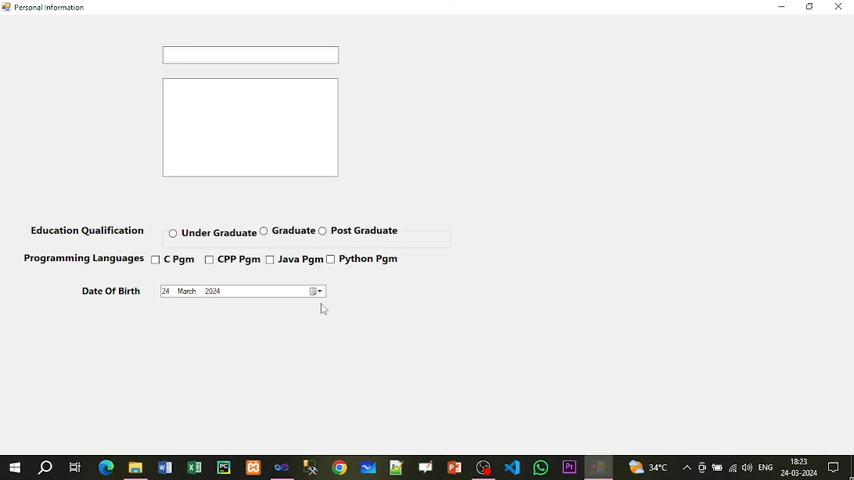 Personal Information
Education Qualification Under Graduate Graduate Post Graduate
Programming Languages C Pgm CPP Pgm Java Pgm Python Pgm
Date Of Birth 24 March 2024
34°C ENG 18:23
24-03-2024